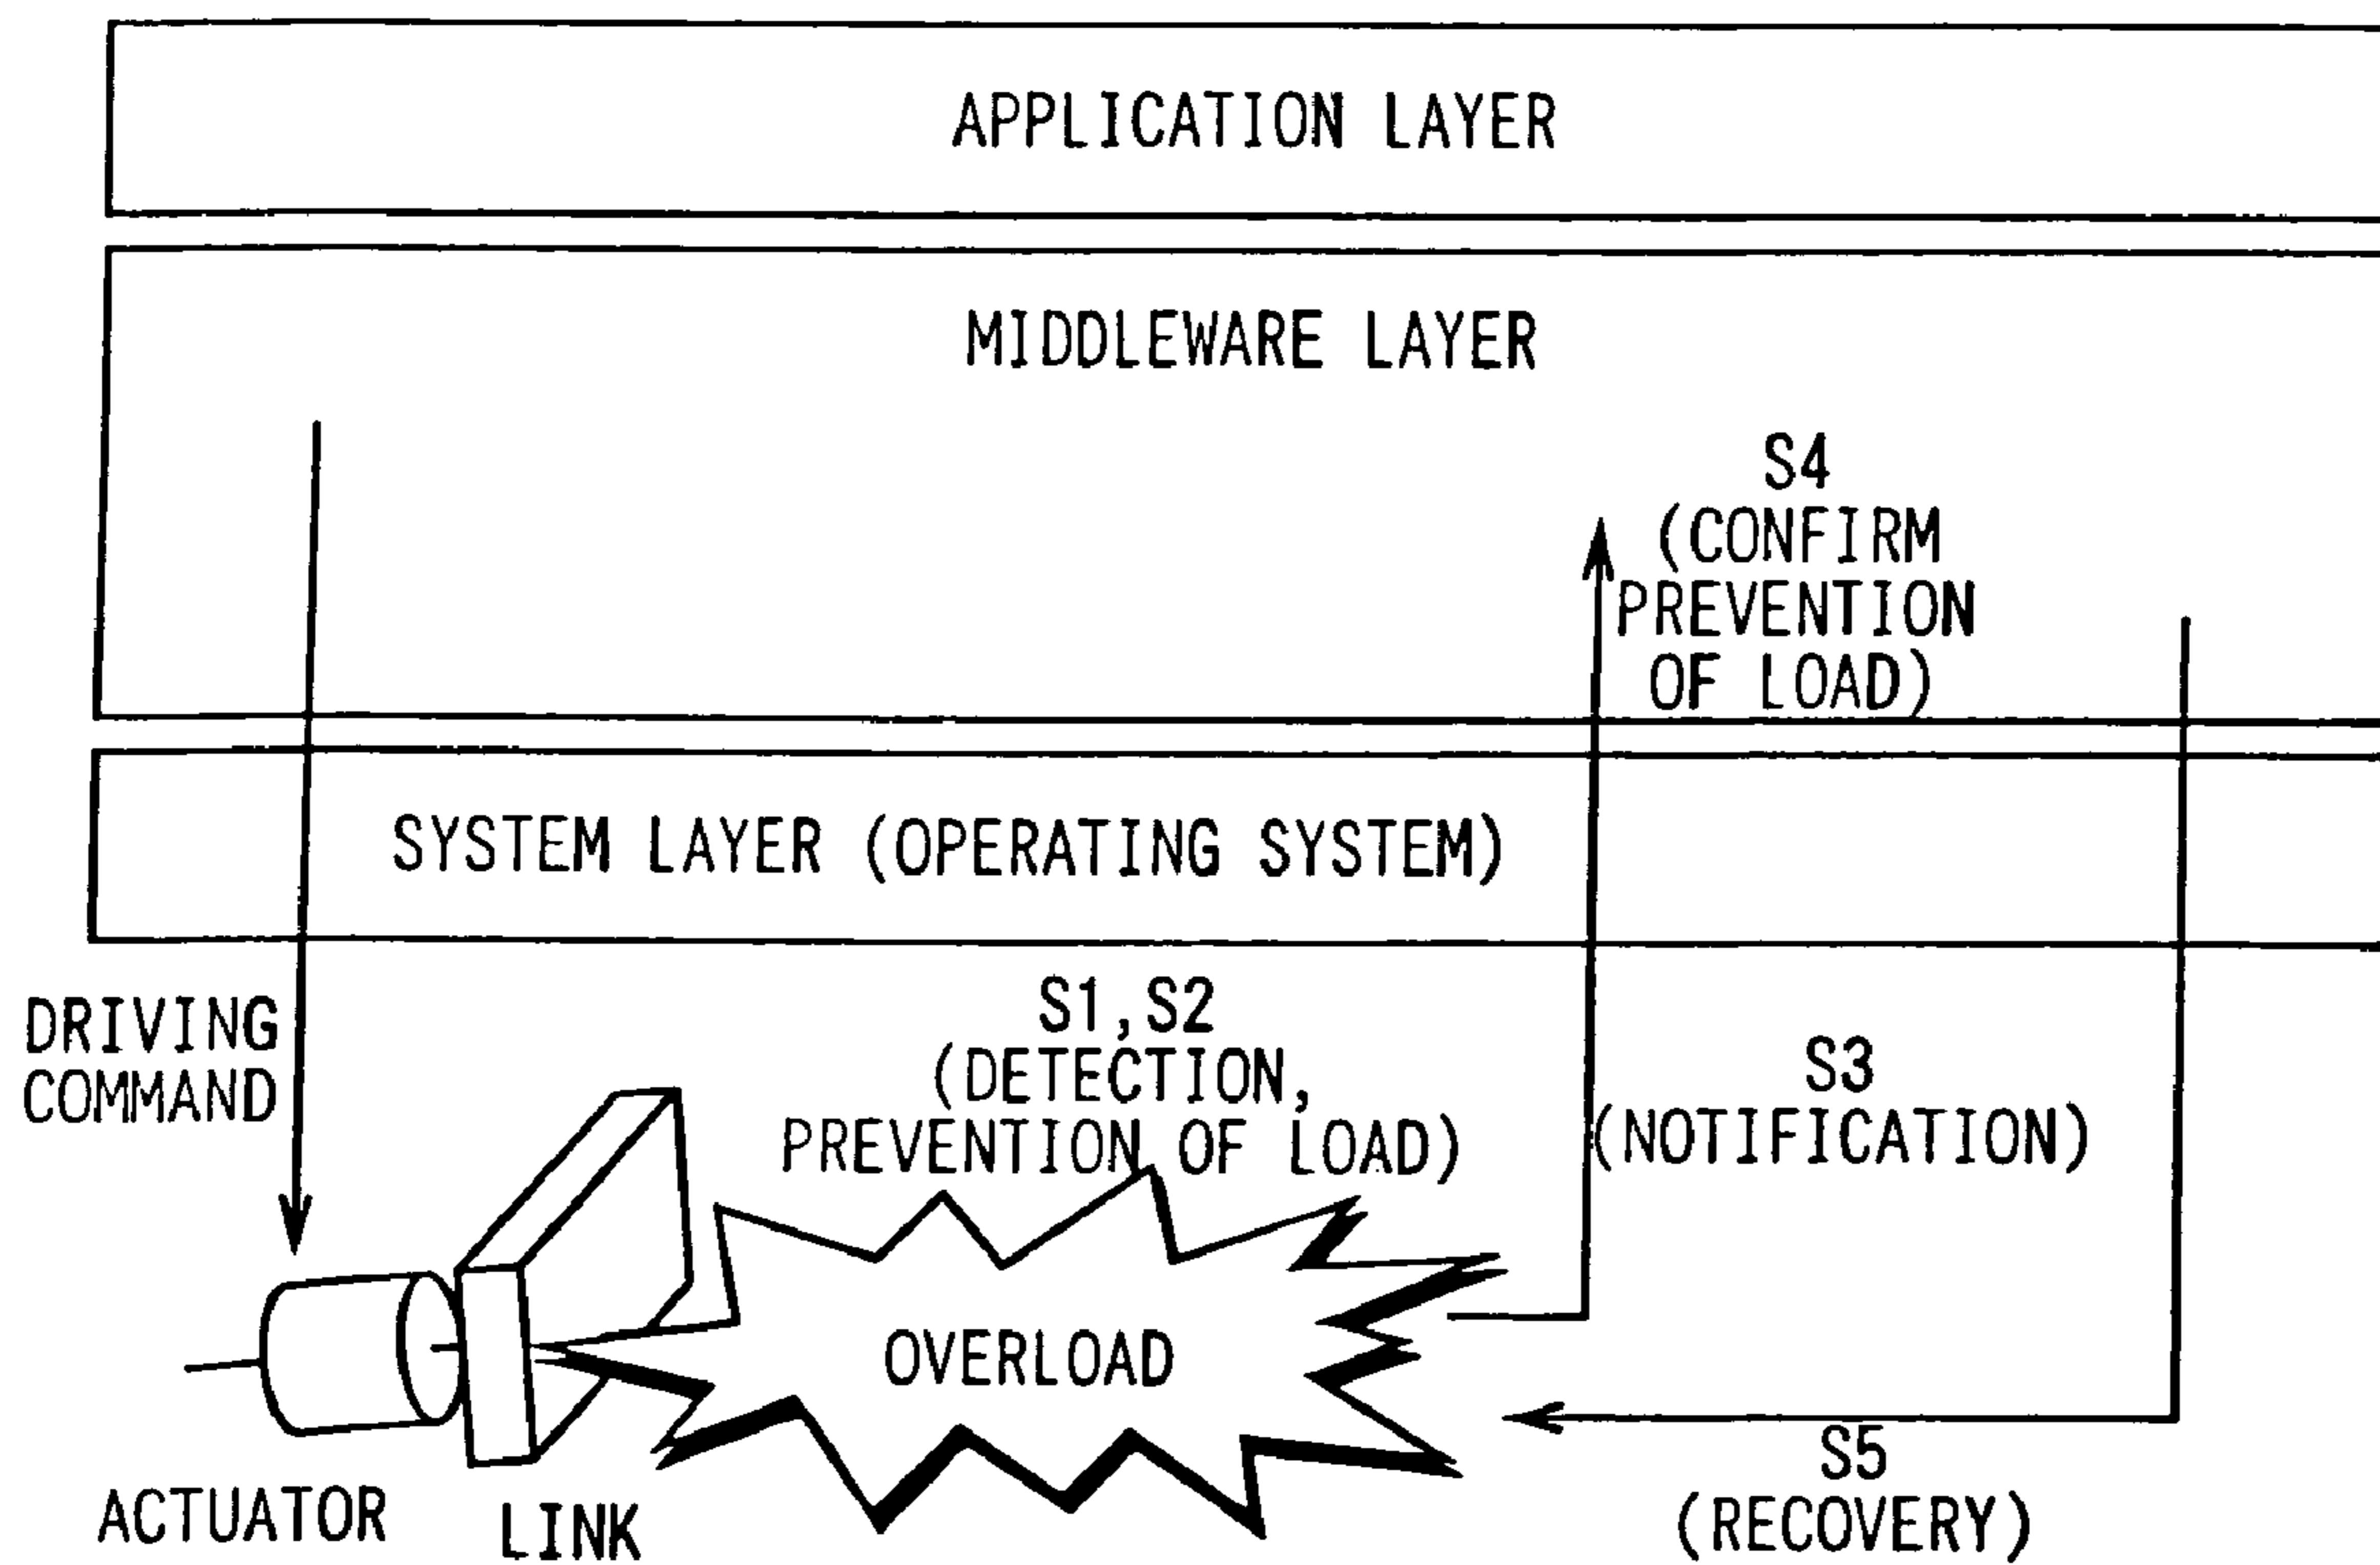 APPLICATION LAYER
MIDDLEWARE LAYER
S4
(CONFIRM
PREVENTION
OF LOAD)
SYSTEM LAYER (OPERATING SYSTEM)
DRIVING
COMMAND
S1,S2
(DETECTION,
PREVENTION OF LOAD)
S3
(NOTIFICATION)
OVERLOAD
S5
(RECOVERY)
ACTUATOR
LINK